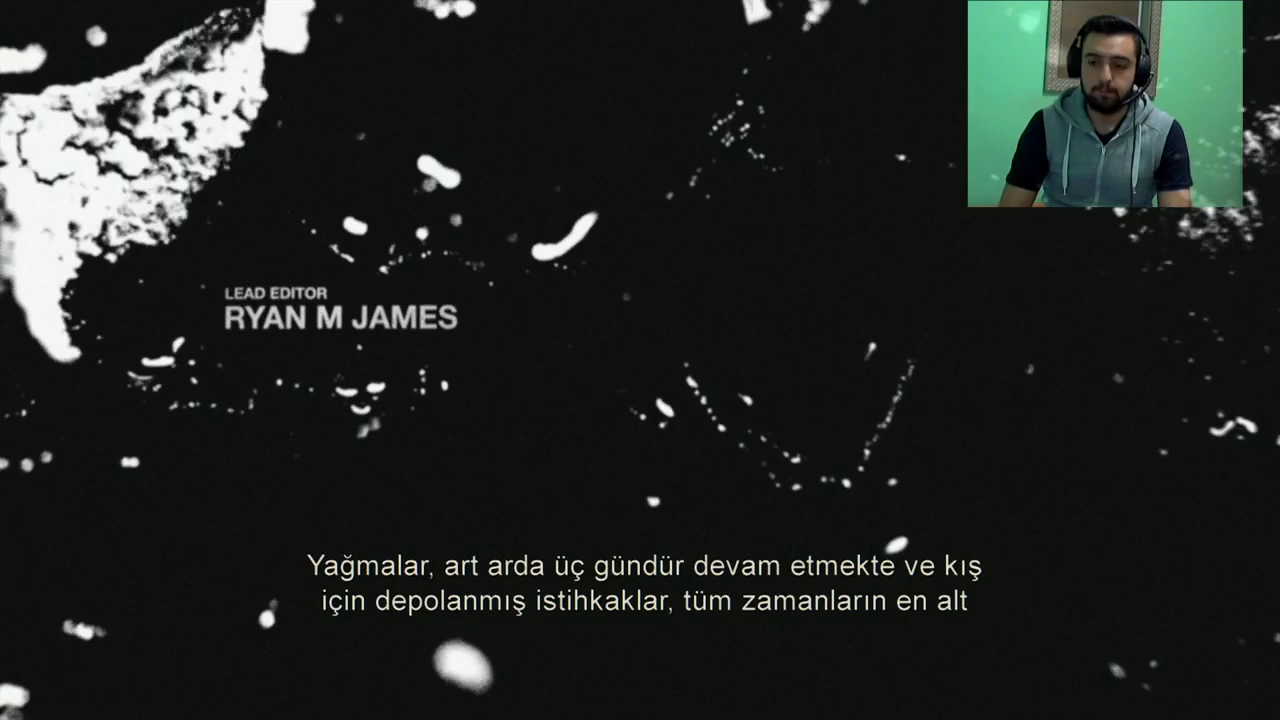 LEAD EDITOR
RYAN M JAMES
Yağmalar, art arda üç gündür devam etmekte ve kış
için depolanmış istihkaklar, tüm zamanların en alt